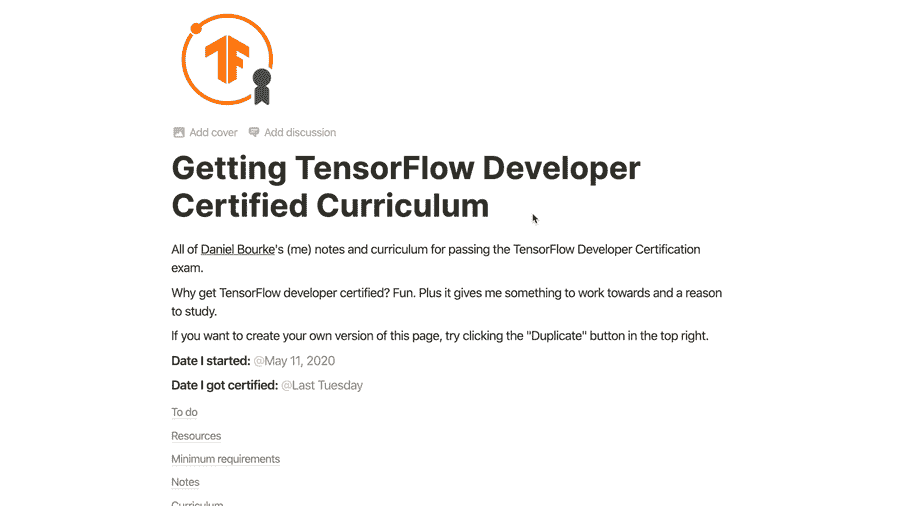 TF
Add cover Add discussion
Getting TensorFlow Developer
Certified Curriculum
All of Daniel Bourke's (me) notes and curriculum for passing the TensorFlow Developer Certification
exam.
Why get TensorFlow developer certified? Fun. Plus it gives me something to work towards and a reason
to study.
If you want to create your own version of this page, try clicking the "Duplicate" button in the top right.
Date I started: @May 11, 2020
Date I got certified: @Last Tuesday
To do
Resources
Minimum requirements
Notes
Curriculum